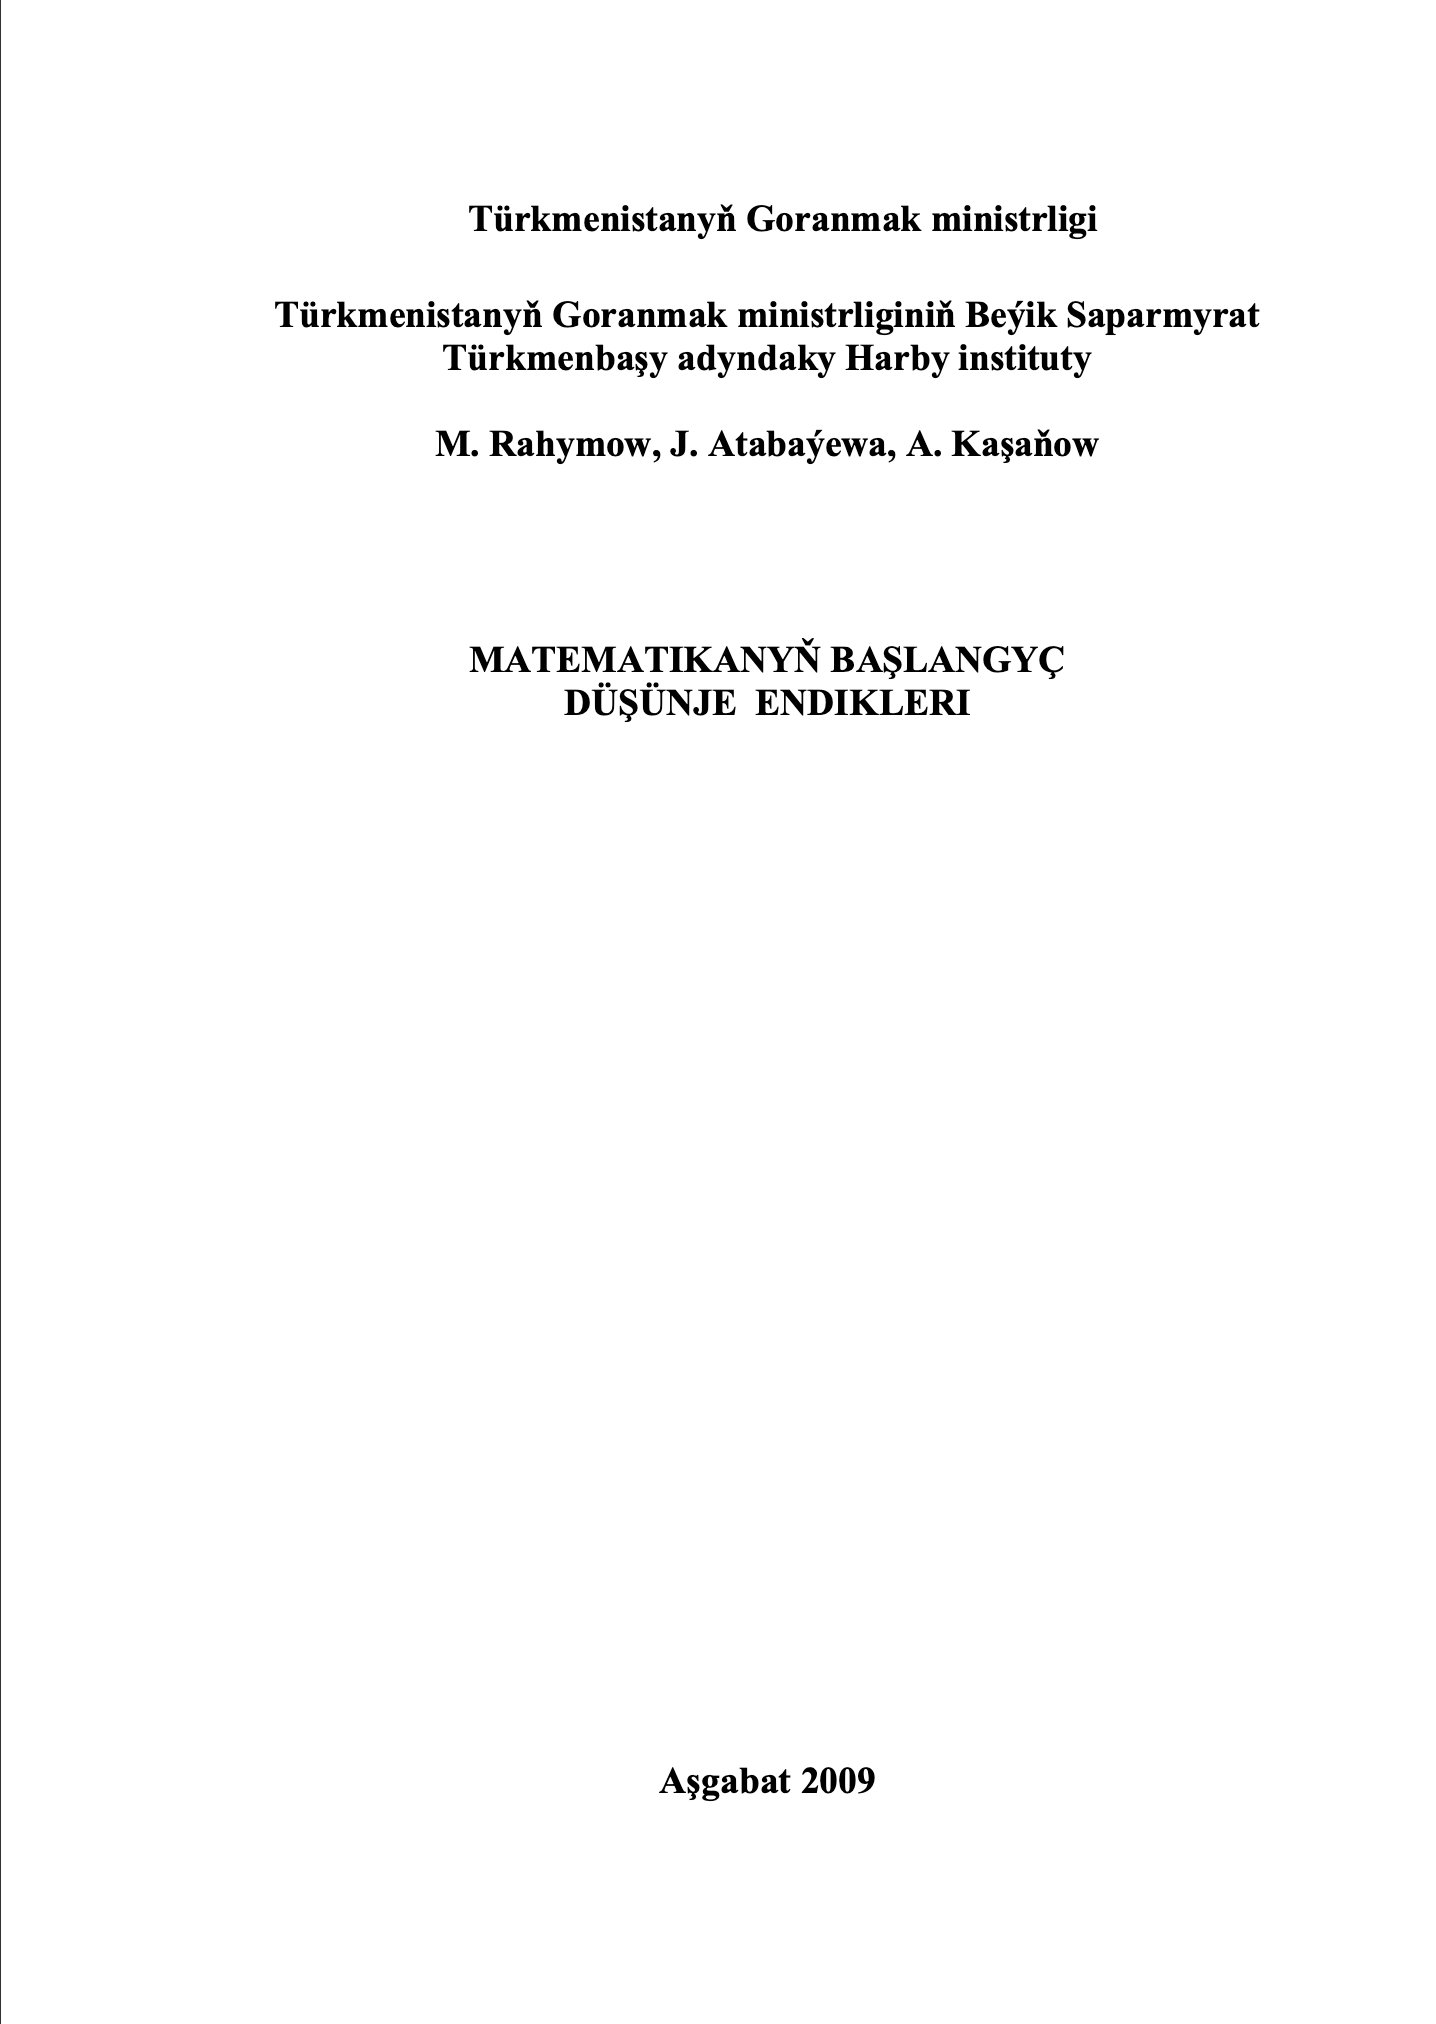 Türkmenistanyň Goranmak ministrligi
Türkmenistanyň Goranmak ministrliginiň Beýik Saparmyrat
Türkmenbaşy adyndaky Harby instituty
M. Rahymow, J. Atabaýewa, A. Kaşaňow
MATEMATIKANYŇ BAŞLANGYÇ
DÜŞÜNJE ENDIKLERI
Aşgabat 2009